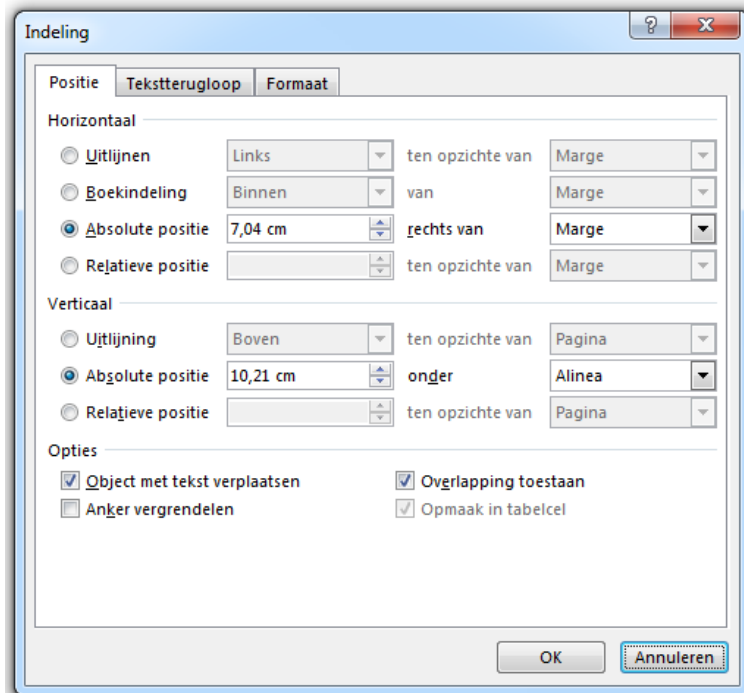 Indeling
Positie Tekstterugloop Formaat
Horizontaal
Uitlijnen Links ten opzichte van Marge
Boekindeling Binnen van Marge
Absolute positie 7,04 cm rechts van Marge
Relatieve positie ten opzichte van Marge
Verticaal
Uitlijning Boven ten opzichte van Pagina
Absolute positie 10,21 cm onder Alinea
Relatieve positie ten opzichte van Pagina
Opties
Object met tekst verplaatsen Overlapping toestaan
Anker vergrendelen Opmaak in tabelcel
OK Annuleren